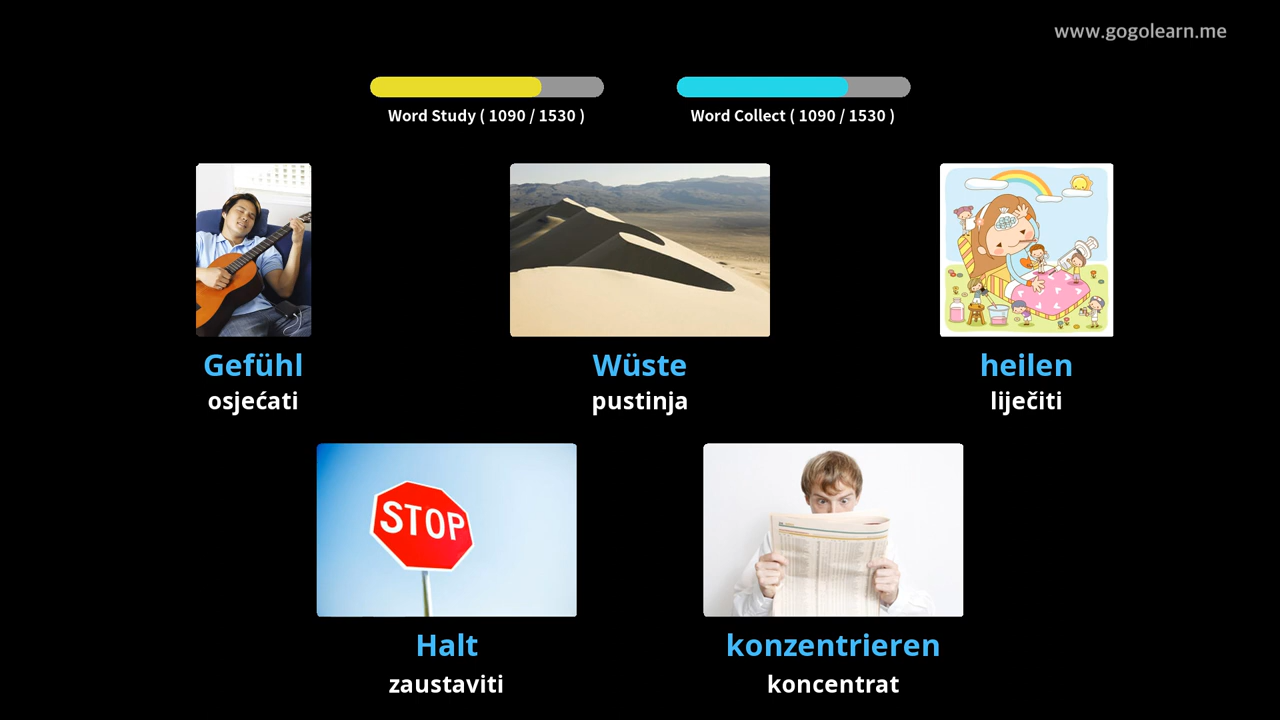 www.gogolearn.me
Word Study ( 1090 / 1530 )
Word Collect ( 1090 / 1530 )
Gefühl
osjećati
Wüste
pustinja
heilen
liječiti
STOP
Halt
zaustaviti
konzentrieren
koncentrat